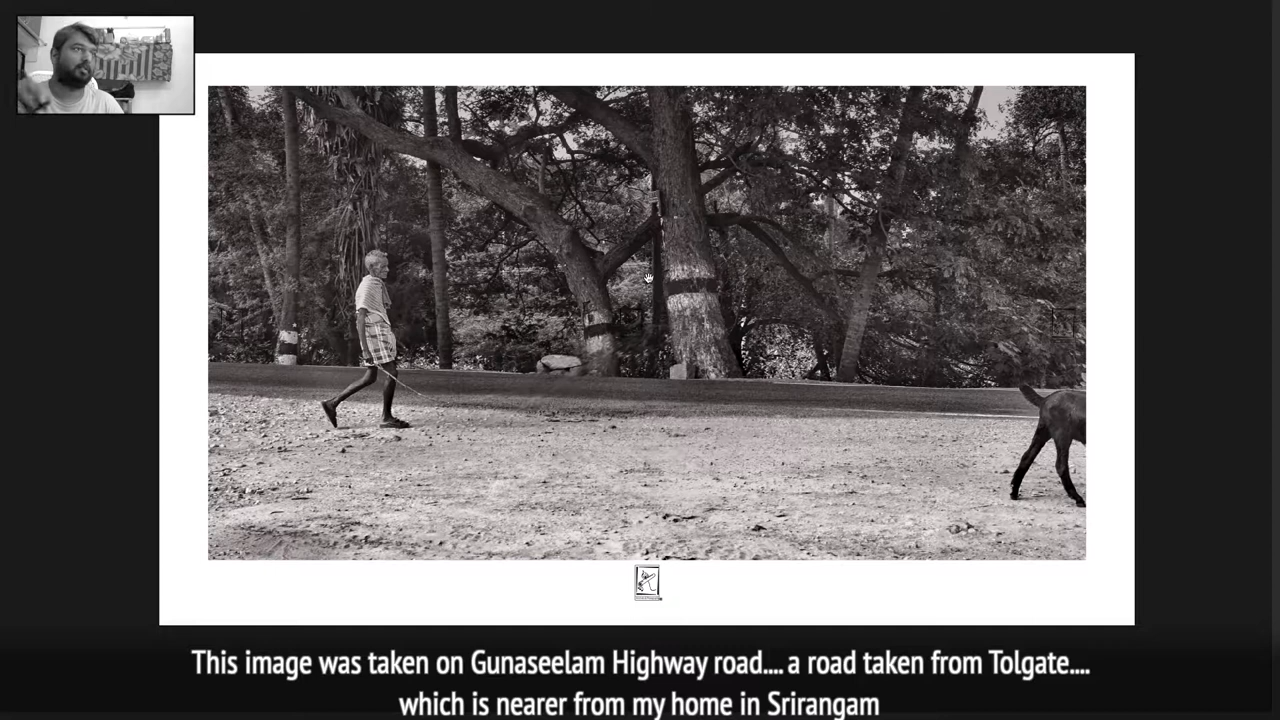 This image was taken on Gunaseelam Highway road.... a road taken from Tolgate....
which is nearer from my home in Srirangam